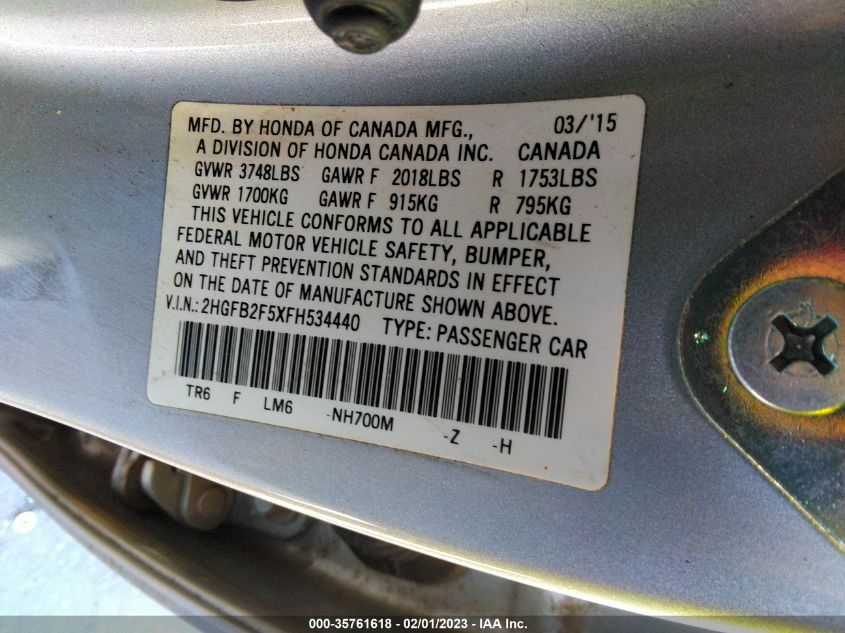 MFD. BY HONDA OF CANADA MFG., 03/'15
A DIVISION OF HONDA CANADA INC. CANADA
GVWR 3748LBS GAWR F 2018LBS R 1753LBS
GVWR 1700KG GAWR F 915KG R 795KG
THIS VEHICLE CONFORMS TO ALL APPLICABLE
FEDERAL MOTOR VEHICLE SAFETY, BUMPER,
AND THEFT PREVENTION STANDARDS IN EFFECT
ON THE DATE OF MANUFACTURE SHOWN ABOVE.
V.I.N.: 2HGFB2F5XFH534440 TYPE: PASSENGER CAR
TR6 F LM6 -NH700M -Z -H
000-35761618 - 02/01/2023 - IAA Inc.